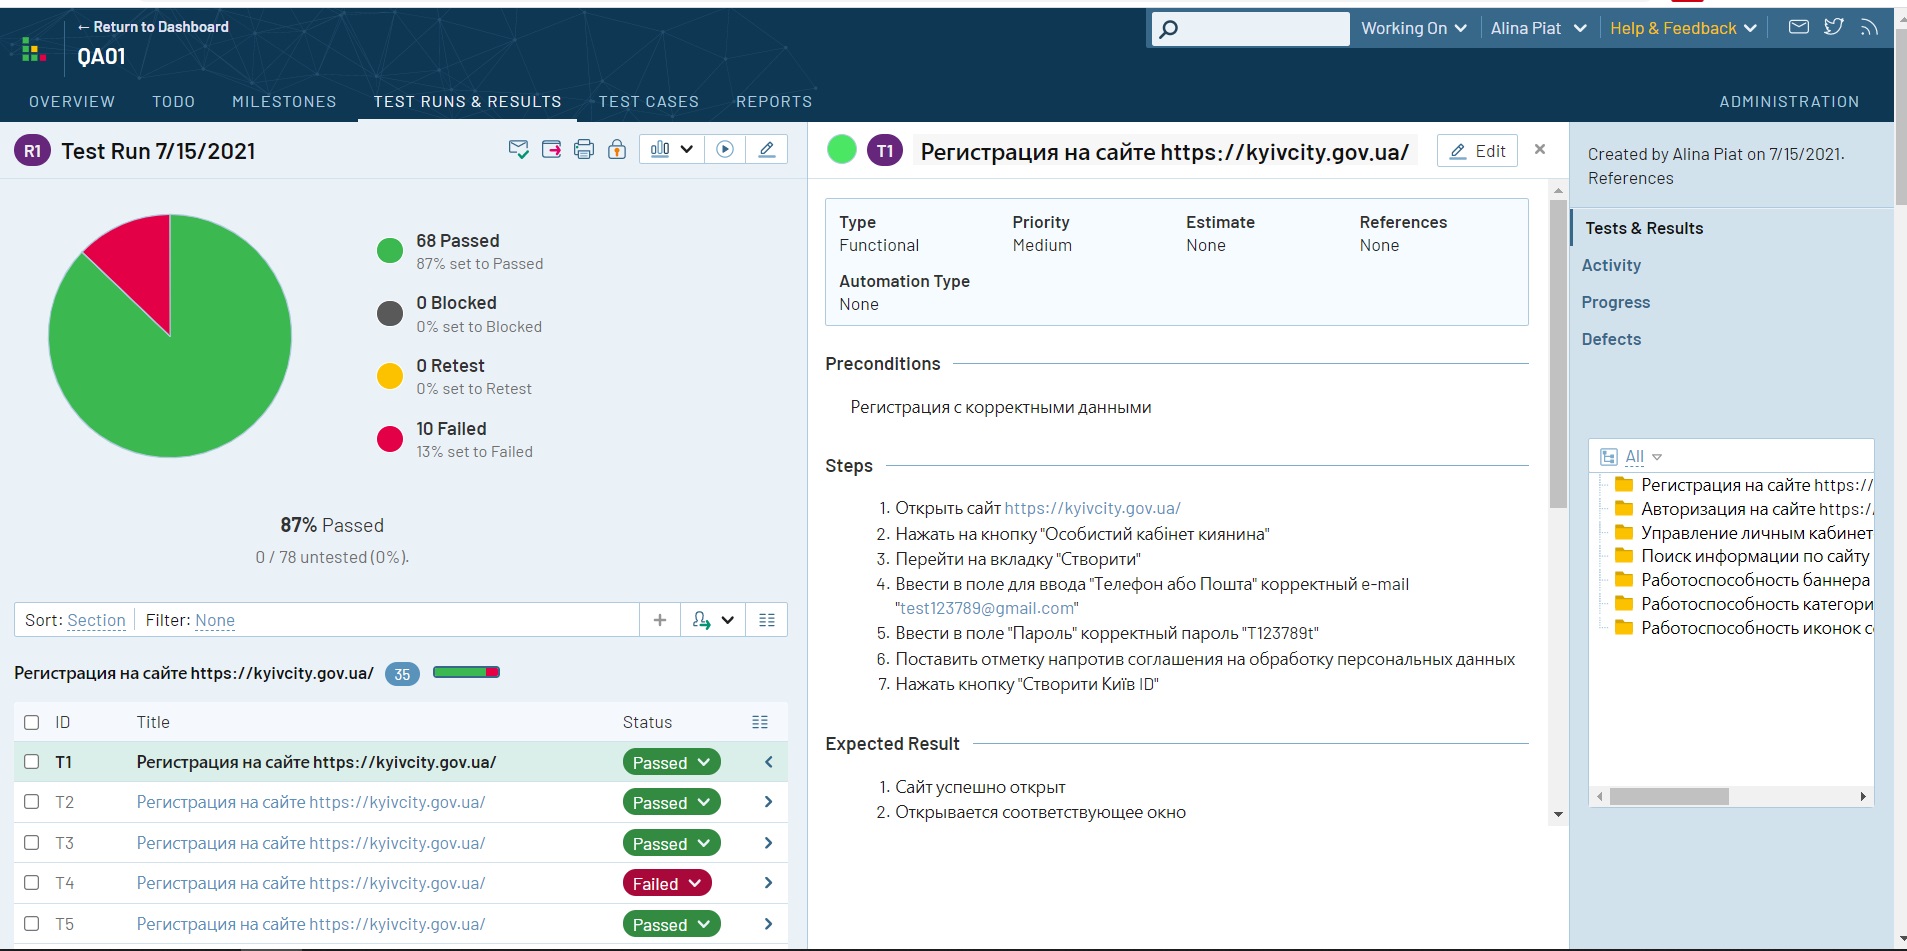 ← Return to Dashboard
QA01
Working On
Alina Piat
Help & Feedback
OVERVIEW
TODO
MILESTONES
TEST RUNS & RESULTS
TEST CASES
REPORTS
ADMINISTRATION
R1 Test Run 7/15/2021
68 Passed
87% set to Passed
0 Blocked
0% set to Blocked
0 Retest
0% set to Retest
10 Failed
13% set to Failed
87% Passed
0 / 78 untested (0%).
Sort: Section
Filter: None
Регистрация на сайте https://kyivcity.gov.ua/ 35
ID Title Status
T1 Регистрация на сайте https://kyivcity.gov.ua/ Passed
T2 Регистрация на сайте https://kyivcity.gov.ua/ Passed
T3 Регистрация на сайте https://kyivcity.gov.ua/ Passed
T4 Регистрация на сайте https://kyivcity.gov.ua/ Failed
T5 Регистрация на сайте https://kyivcity.gov.ua/ Passed
T1 Регистрация на сайте https://kyivcity.gov.ua/
Edit
Type Priority Estimate References
Functional Medium None None
Automation Type
None
Preconditions
Регистрация с корректными данными
Steps
1. Открыть сайт https://kyivcity.gov.ua/
2. Нажать на кнопку "Особистий кабінет киянина"
3. Перейти на вкладку "Створити"
4. Ввести в поле для ввода "Телефон або Пошта" корректный e-mail
"test123789@gmail.com"
5. Ввести в поле "Пароль" корректный пароль "T123789t"
6. Поставить отметку напротив соглашения на обработку персональных данных
7. Нажать кнопку "Створити Київ ID"
Expected Result
1. Сайт успешно открыт
2. Открывается соответствующее окно
Created by Alina Piat on 7/15/2021.
References
Tests & Results
Activity
Progress
Defects
All
Регистрация на сайте https://
Авторизация на сайте https:/
Управление личным кабинет
Поиск информации по сайту
Работоспособность баннера
Работоспособность категори
Работоспособность иконок с